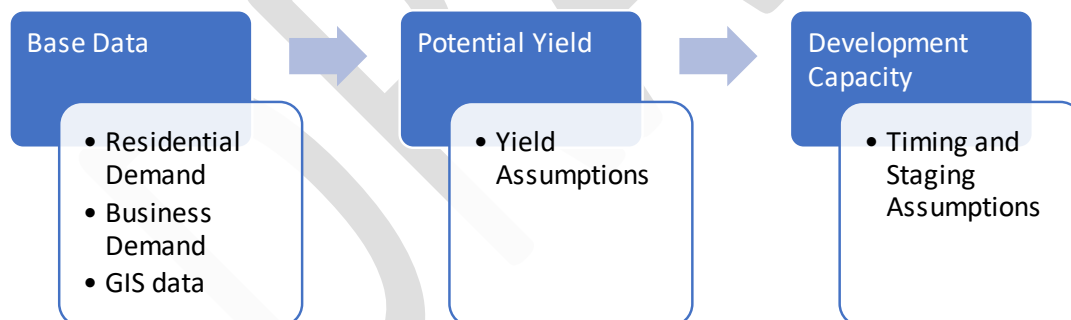 Base Data
• Residential
Demand
• Business
Demand
• GIS data
Potential Yield
• Yield
Assumptions
Development
Capacity
• Timing and
Staging
Assumptions